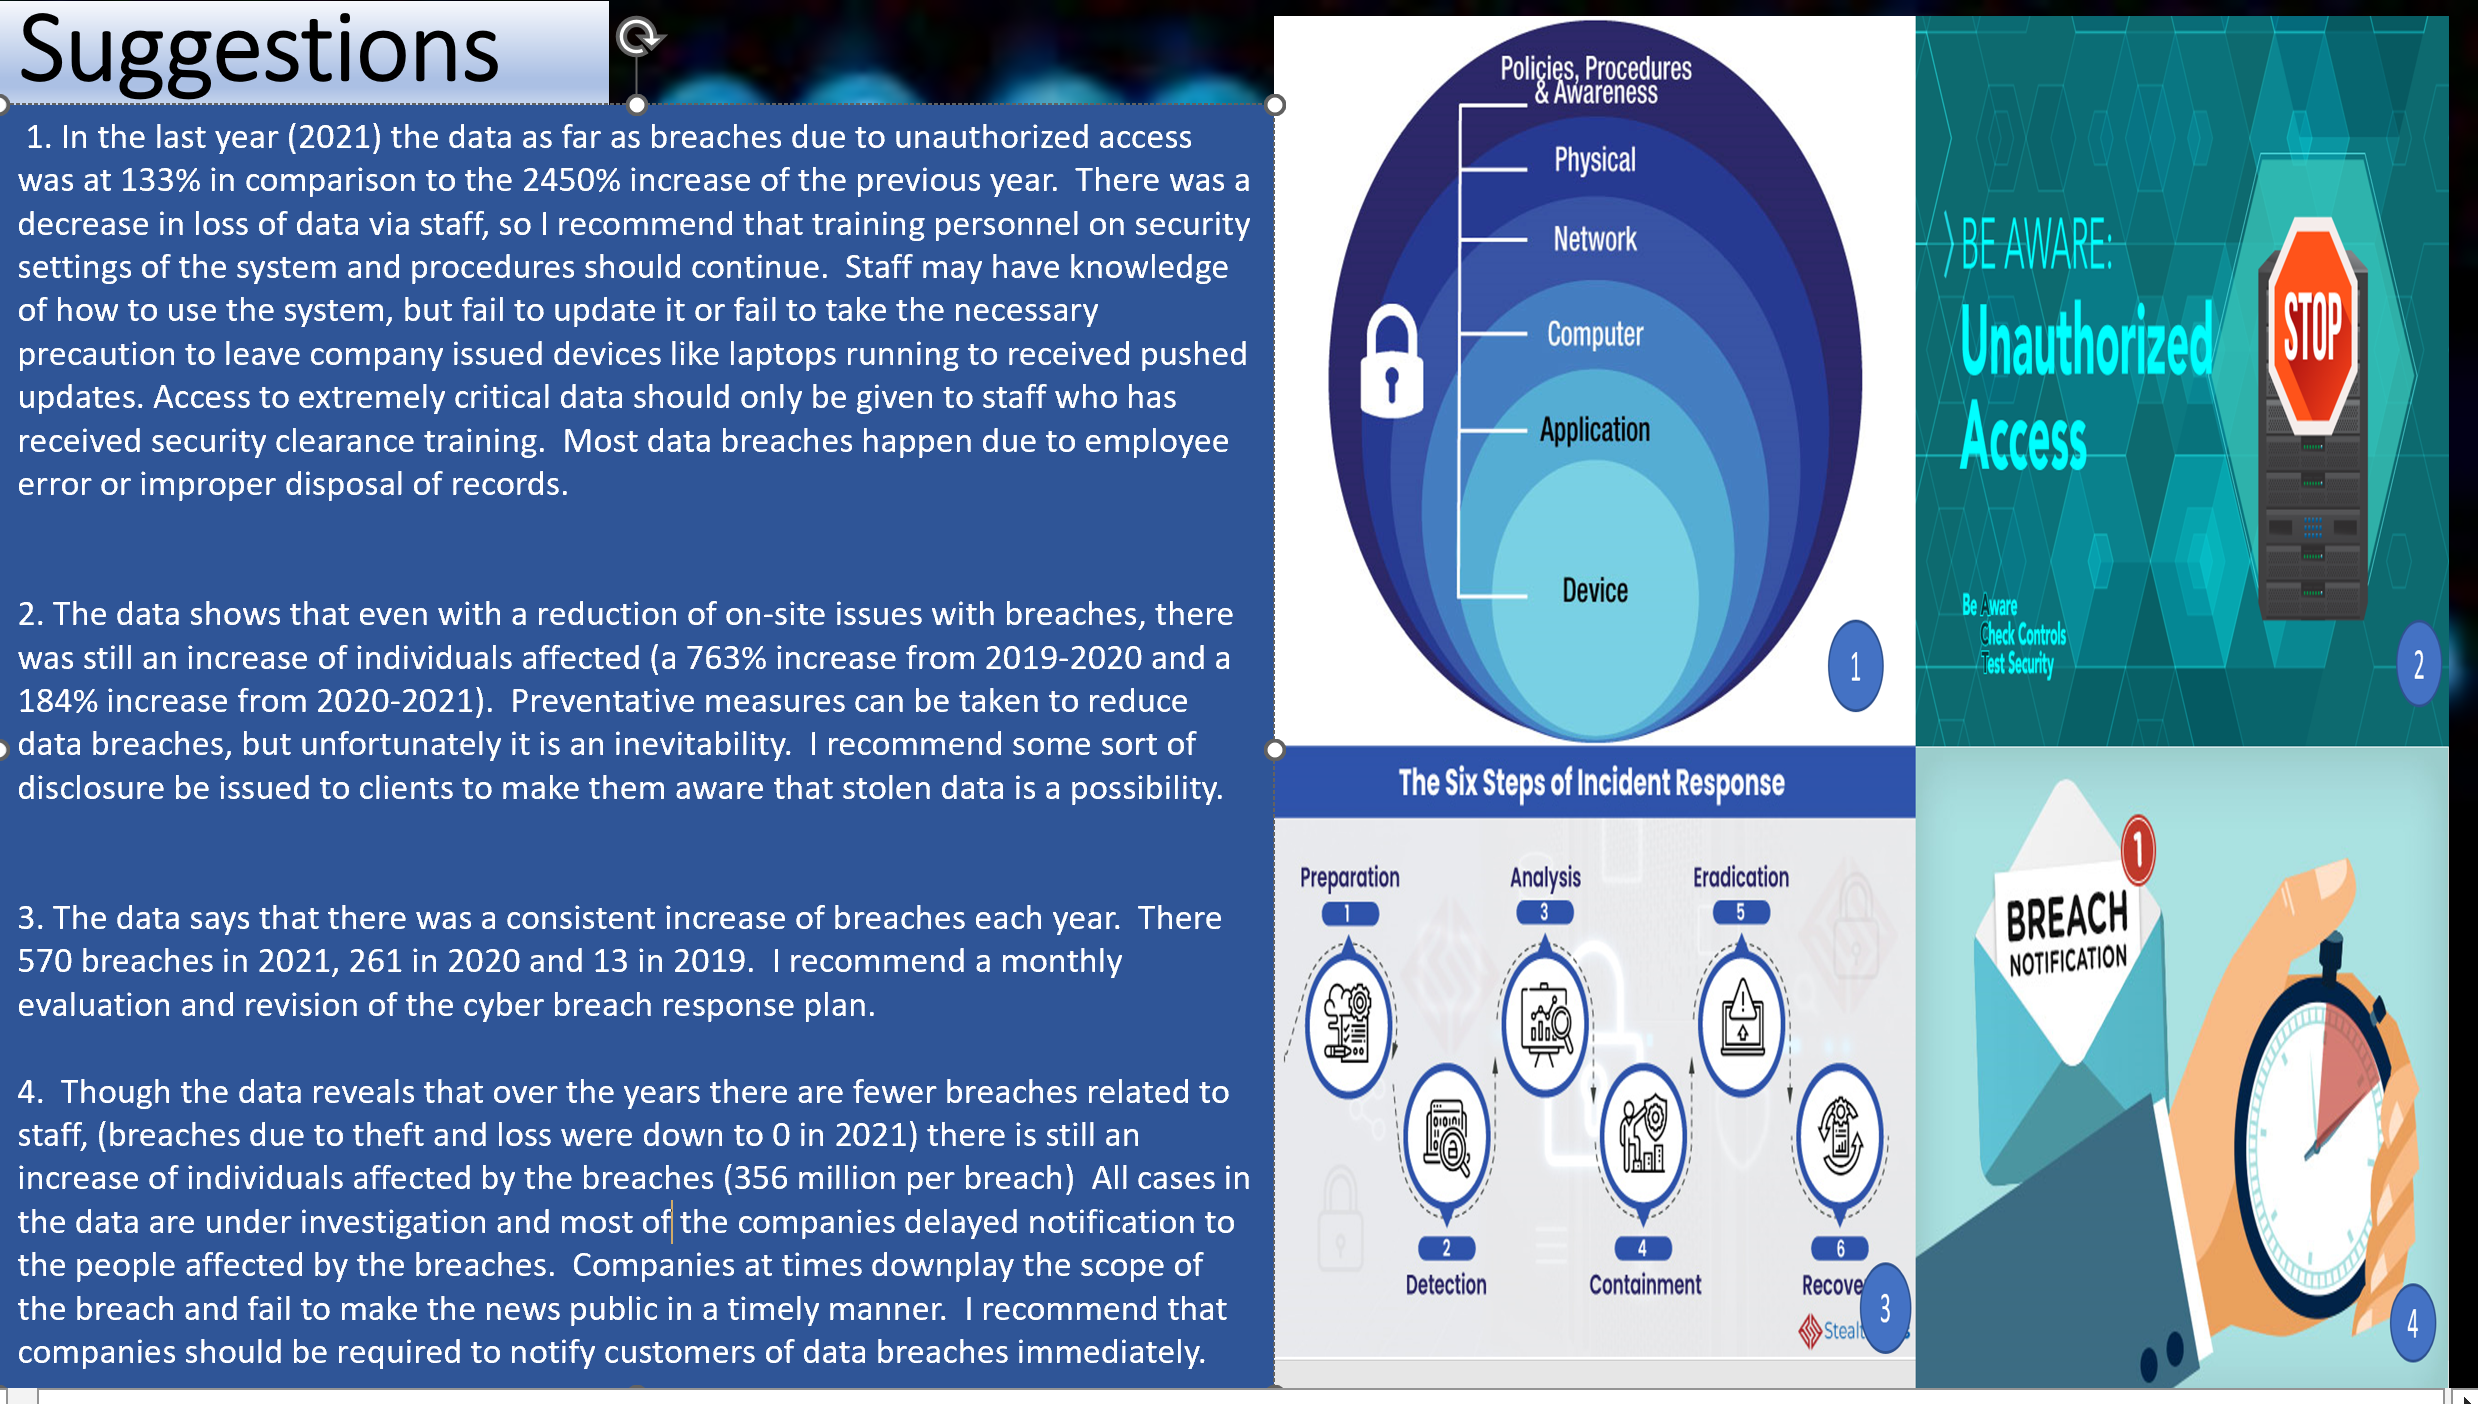 Suggestions
1. In the last year (2021) the data as far as breaches due to unauthorized access
was at 133% in comparison to the 2450% increase of the previous year.  There was a
decrease in loss of data via staff, so I recommend that training personnel on security
settings of the system and procedures should continue.  Staff may have knowledge
of how to use the system, but fail to update it or fail to take the necessary
precaution to leave company issued devices like laptops running to received pushed
updates. Access to extremely critical data should only be given to staff who has
received security clearance training.  Most data breaches happen due to employee
error or improper disposal of records.
2. The data shows that even with a reduction of on-site issues with breaches, there
was still an increase of individuals affected (a 763% increase from 2019-2020 and a
184% increase from 2020-2021).  Preventative measures can be taken to reduce
data breaches, but unfortunately it is an inevitability.  I recommend some sort of
disclosure be issued to clients to make them aware that stolen data is a possibility.
3. The data says that there was a consistent increase of breaches each year.  There
570 breaches in 2021, 261 in 2020 and 13 in 2019.  I recommend a monthly
evaluation and revision of the cyber breach response plan.
4.  Though the data reveals that over the years there are fewer breaches related to
staff, (breaches due to theft and loss were down to 0 in 2021) there is still an
increase of individuals affected by the breaches (356 million per breach)  All cases in
the data are under investigation and most of the companies delayed notification to
the people affected by the breaches.  Companies at times downplay the scope of
the breach and fail to make the news public in a timely manner.  I recommend that
companies should be required to notify customers of data breaches immediately.
Policies, Procedures
& Awareness
Physical
Network
Computer
Application
Device
1
BE AWARE:
Unauthorized
Access
STOP
Be Aware
Check Controls
Test Security
2
The Six Steps of Incident Response
Preparation
1
Analysis
3
Eradication
5
2
Detection
4
Containment
6
3
BREACH
NOTIFICATION
1
4